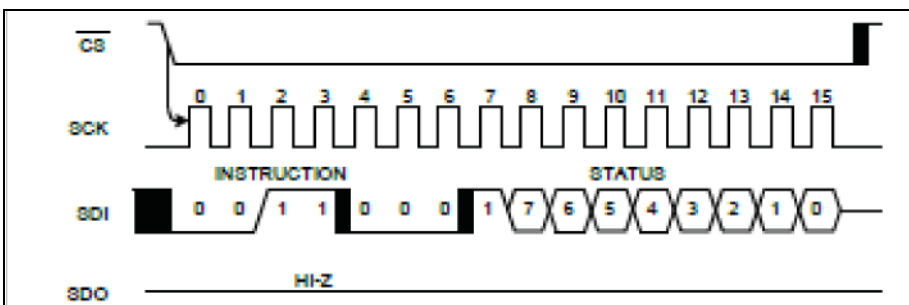 CS
0 1 2 3 4 5 6 7 8 9 10 11 12 13 14 15
SCK
INSTRUCTION STATUS
SDI 0 0 1 1 0 0 0 1 7 6 5 4 3 2 1 0
HI-Z
SDO